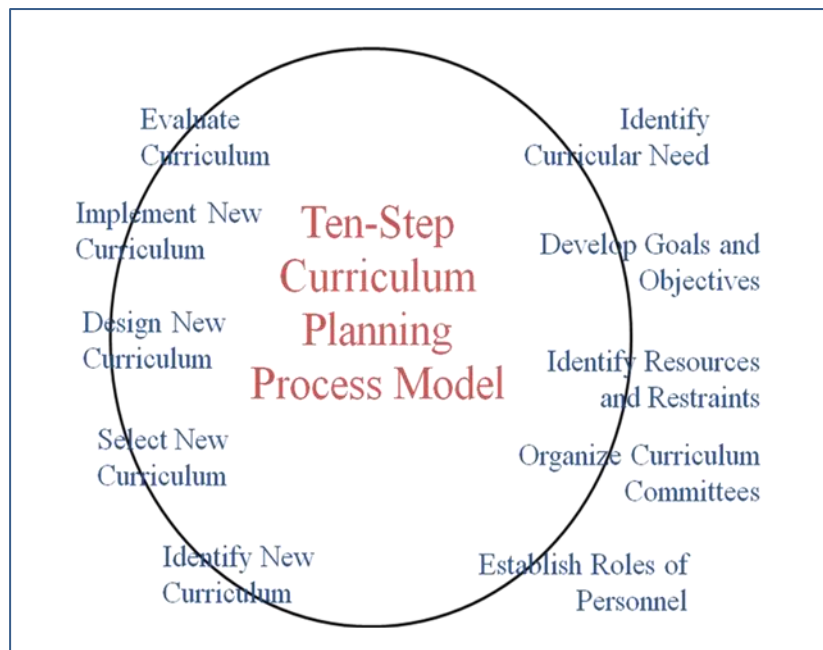 Ten-Step
Curriculum
Planning
Process Model
Identify
Curricular Need
Develop Goals and
Objectives
Identify Resources
and Restraints
Organize Curriculum
Committees
Establish Roles of
Personnel
Identify New
Curriculum
Select New
Curriculum
Design New
Curriculum
Implement New
Curriculum
Evaluate
Curriculum